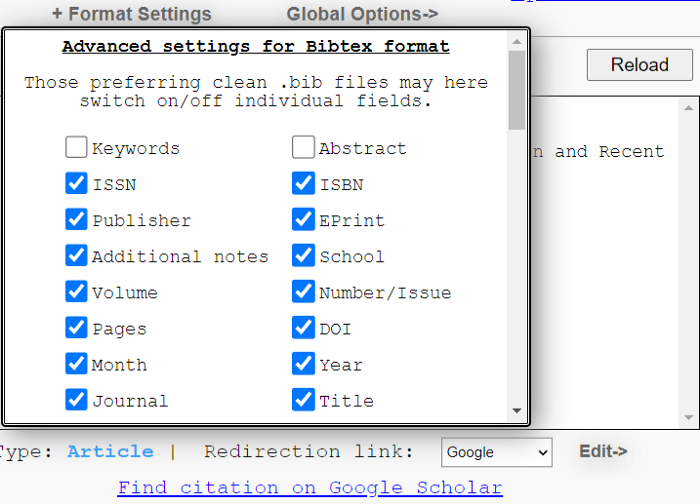 + Format Settings Global Options->
Advanced settings for Bibtex format
Those preferring clean .bib files may here
switch on/off individual fields.
Reload
and Recent
Keywords Abstract
ISSN ISBN
Publisher EPrint
Additional notes School
Volume Number/Issue
Pages DOI
Month Year
Journal Title
Type: Article | Redirection link: Google Edit->
Find citation on Google Scholar